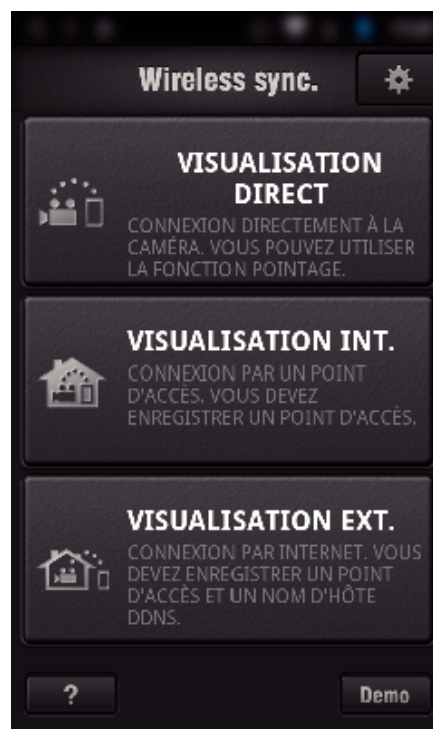 Wireless sync.
VISUALISATION
DIRECT
CONNEXION DIRECTEMENT À LA
CAMÉRA. VOUS POUVEZ UTILISER
LA FONCTION POINTAGE.
VISUALISATION INT.
CONNEXION PAR UN POINT
D'ACCÈS. VOUS DEVEZ
ENREGISTRER UN POINT D'ACCÈS.
VISUALISATION EXT.
CONNEXION PAR INTERNET. VOUS
DEVEZ ENREGISTRER UN POINT
D'ACCÈS ET UN NOM D'HÔTE
DDNS.
?
Demo